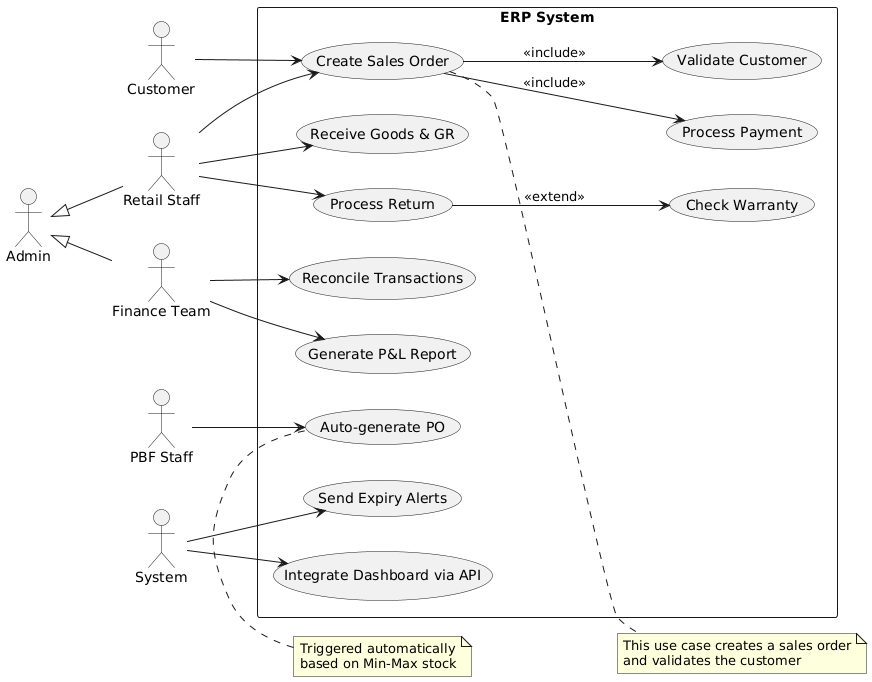 ERP System
Customer
Create Sales Order
«include»
Validate Customer
«include»
Process Payment
Retail Staff
Receive Goods & GR
Process Return
«extend»
Check Warranty
Admin
Finance Team
Reconcile Transactions
Generate P&L Report
PBF Staff
Auto-generate PO
System
Send Expiry Alerts
Integrate Dashboard via API
Triggered automatically
based on Min-Max stock
This use case creates a sales order
and validates the customer